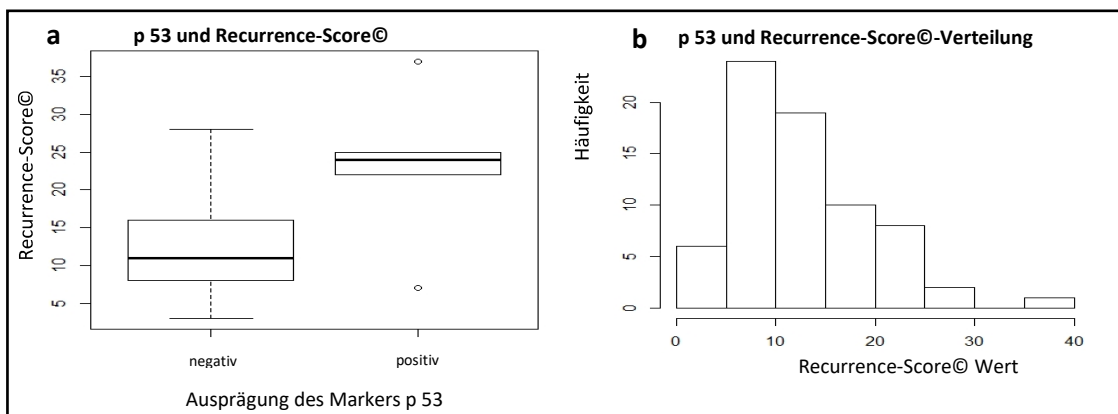 a p 53 und Recurrence-Score©
Recurrence-Score©
35
30
25
20
15
10
5
negativ positiv
Ausprägung des Markers p 53
b p 53 und Recurrence-Score©-Verteilung
Häufigkeit
20
15
10
5
0
0 10 20 30 40
Recurrence-Score© Wert